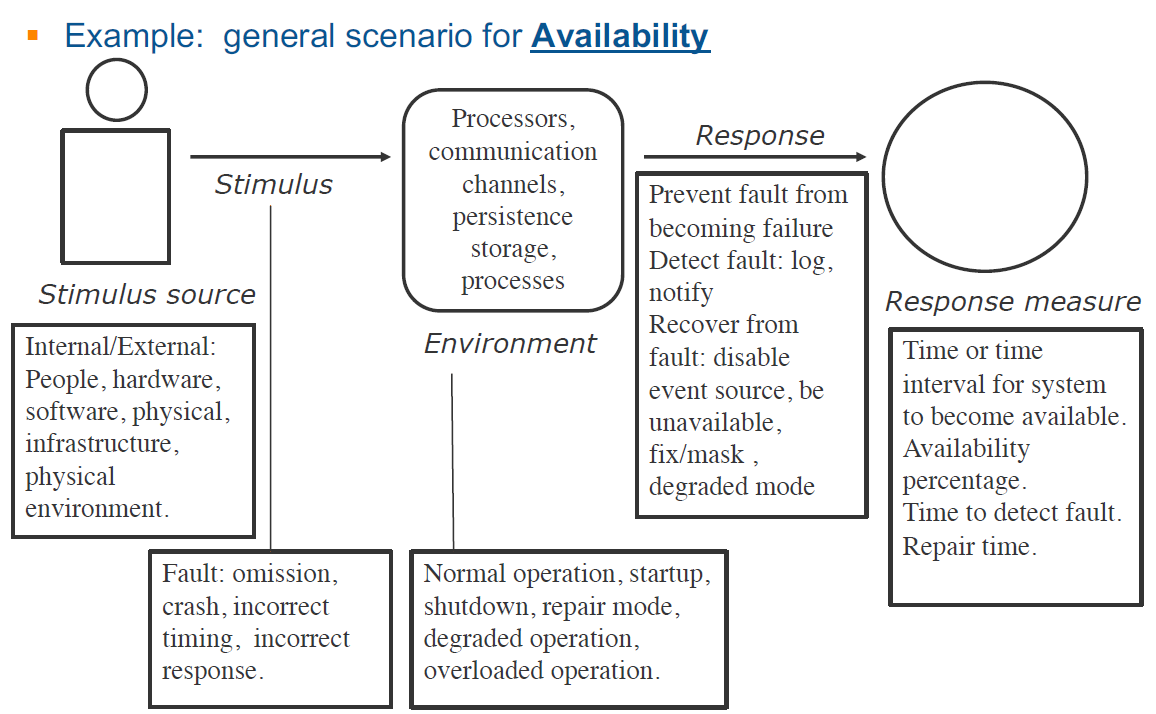 Example: general scenario for Availability
Stimulus source
Internal/External:
People, hardware,
software, physical,
infrastructure,
physical
environment.
Stimulus
Fault: omission,
crash, incorrect
timing, incorrect
response.
Processors,
communication
channels,
persistence
storage,
processes
Environment
Normal operation, startup,
shutdown, repair mode,
degraded operation,
overloaded operation.
Response
Prevent fault from
becoming failure
Detect fault: log,
notify
Recover from
fault: disable
event source, be
unavailable,
fix/mask ,
degraded mode
Response measure
Time or time
interval for system
to become available.
Availability
percentage.
Time to detect fault.
Repair time.